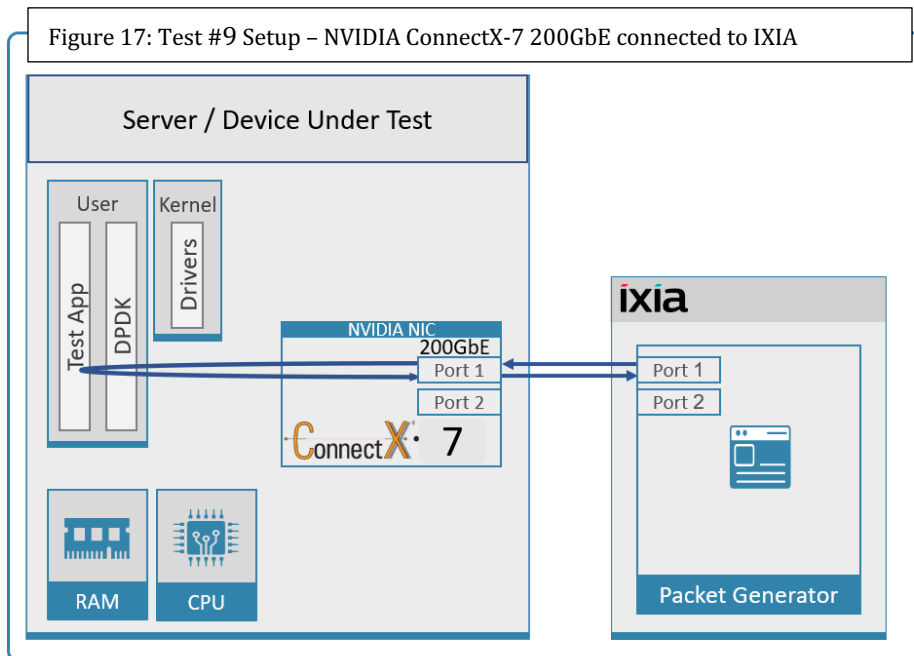 Figure 17: Test #9 Setup – NVIDIA ConnectX-7 200GbE connected to IXIA
Server / Device Under Test
User
Kernel
Test App
DPDK
Drivers
NVIDIA NIC
200GbE
Port 1
Port 2
ConnectX
7
RAM
CPU
ixia
Port 1
Port 2
Packet Generator